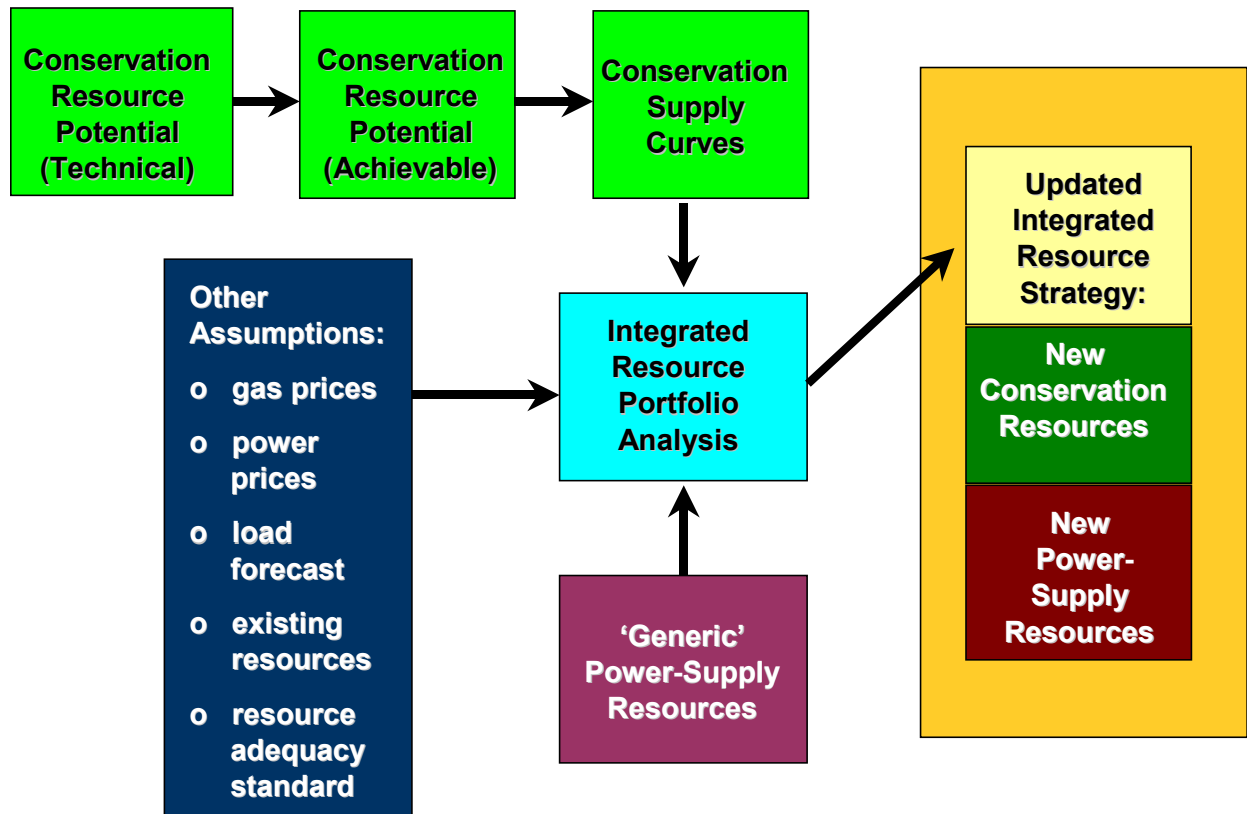 Conservation
Resource
Potential
(Technical)
Conservation
Resource
Potential
(Achievable)
Conservation
Supply
Curves
Other
Assumptions:
o gas prices
o power
prices
o load
forecast
o existing
resources
o resource
adequacy
standard
Integrated
Resource
Portfolio
Analysis
‘Generic’
Power-Supply
Resources
Updated
Integrated
Resource
Strategy:
New
Conservation
Resources
New
Power-
Supply
Resources